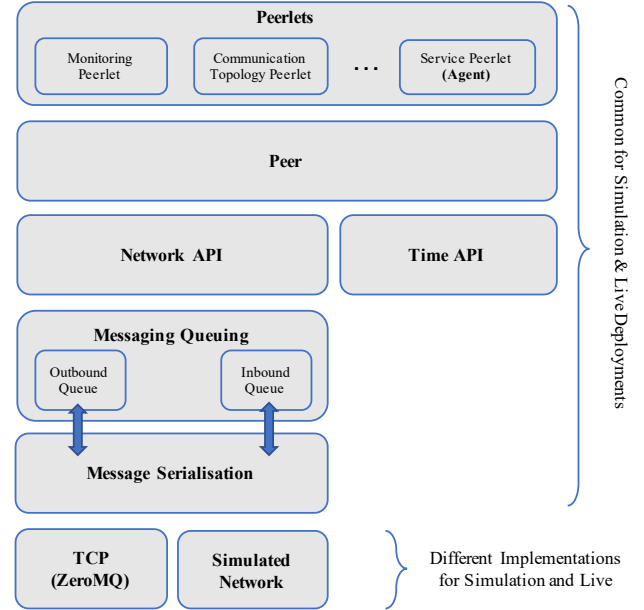 Peerlets
Monitoring
Peerlet
Communication
Topology Peerlet
...
Service Peerlet
(Agent)
Peer
Network API
Time API
Messaging Queuing
Outbound
Queue
Inbound
Queue
Message Serialisation
TCP
(ZeroMQ)
Simulated
Network
Common for Simulation & Live Deployments
Different Implementations
for Simulation and Live